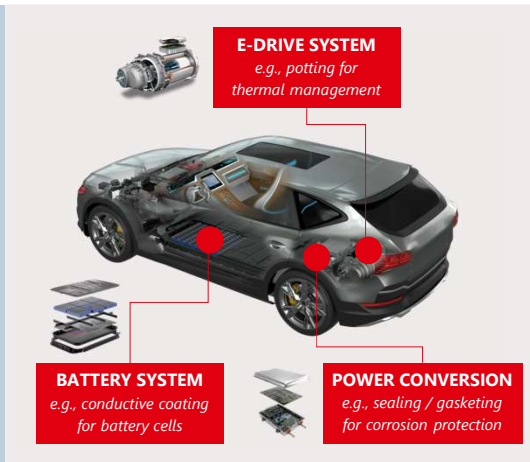 E-DRIVE SYSTEM
e.g., potting for
thermal management
BATTERY SYSTEM
e.g., conductive coating
for battery cells
POWER CONVERSION
e.g., sealing / gasketing
for corrosion protection